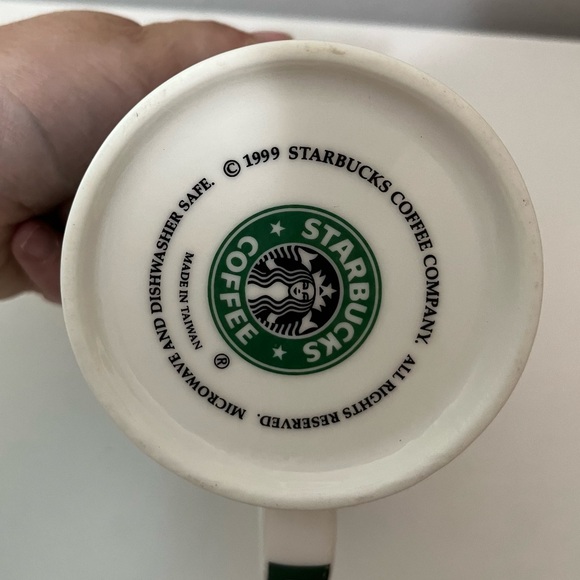 © 1999 STARBUCKS COFFEE COMPANY. ALL RIGHTS RESERVED. MICROWAVE AND DISHWASHER SAFE.
MADE IN TAIWAN
STARBUCKS
COFFEE
®